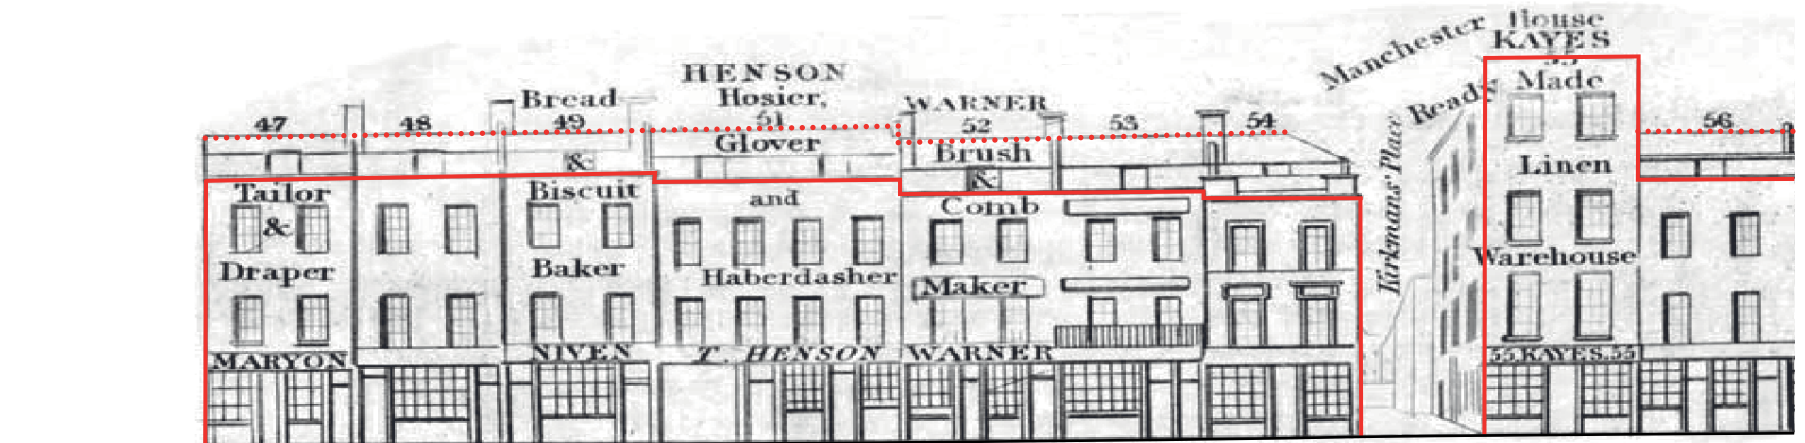 47
Tailor
&
Draper
MARYON
48
Bread
49
&
Biscuit
Baker
NIVEN
HENSON
Hosier,
51
Glover
and
Haberdasher
T. HENSON
WARNER
52
Brush
&
Comb
Maker
WARNER
53
54
Kirkmans' Place
Manchester House
KAYES
55
Ready Made
Linen
Warehouse
55. KAYES. 55
56